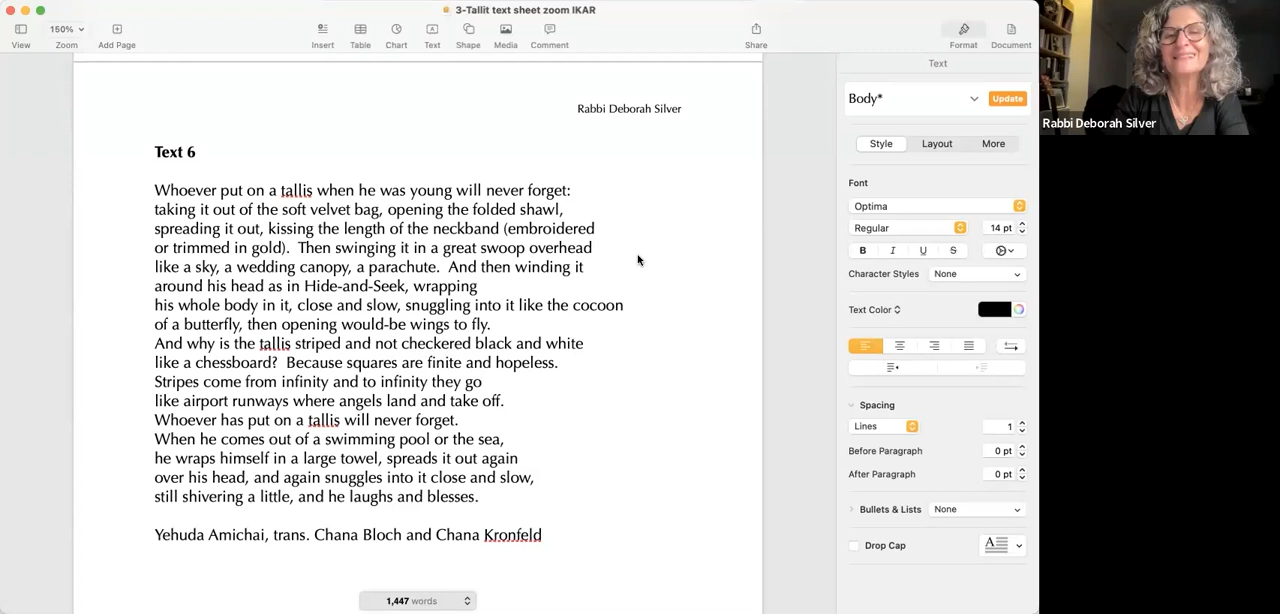 3-Tallit text sheet zoom IKAR
150%
View
Zoom
Add Page
Insert
Table
Chart
Text
Shape
Media
Comment
Share
Format
Document
Rabbi Deborah Silver
Text 6
Whoever put on a tallis when he was young will never forget:
taking it out of the soft velvet bag, opening the folded shawl,
spreading it out, kissing the length of the neckband (embroidered
or trimmed in gold).  Then swinging it in a great swoop overhead
like a sky, a wedding canopy, a parachute.  And then winding it
around his head as in Hide-and-Seek, wrapping
his whole body in it, close and slow, snuggling into it like the cocoon
of a butterfly, then opening would-be wings to fly.
And why is the tallis striped and not checkered black and white
like a chessboard?  Because squares are finite and hopeless.
Stripes come from infinity and to infinity they go
like airport runways where angels land and take off.
Whoever has put on a tallis will never forget.
When he comes out of a swimming pool or the sea,
he wraps himself in a large towel, spreads it out again
over his head, and again snuggles into it close and slow,
still shivering a little, and he laughs and blesses.
Yehuda Amichai, trans. Chana Bloch and Chana Kronfeld
1,447 words
Text
Body*
Update
Style
Layout
More
Font
Optima
Regular
14 pt
B I U S
Character Styles
None
Text Color
Spacing
Lines
1
Before Paragraph
0 pt
After Paragraph
0 pt
Bullets & Lists
None
Drop Cap
A
Rabbi Deborah Silver